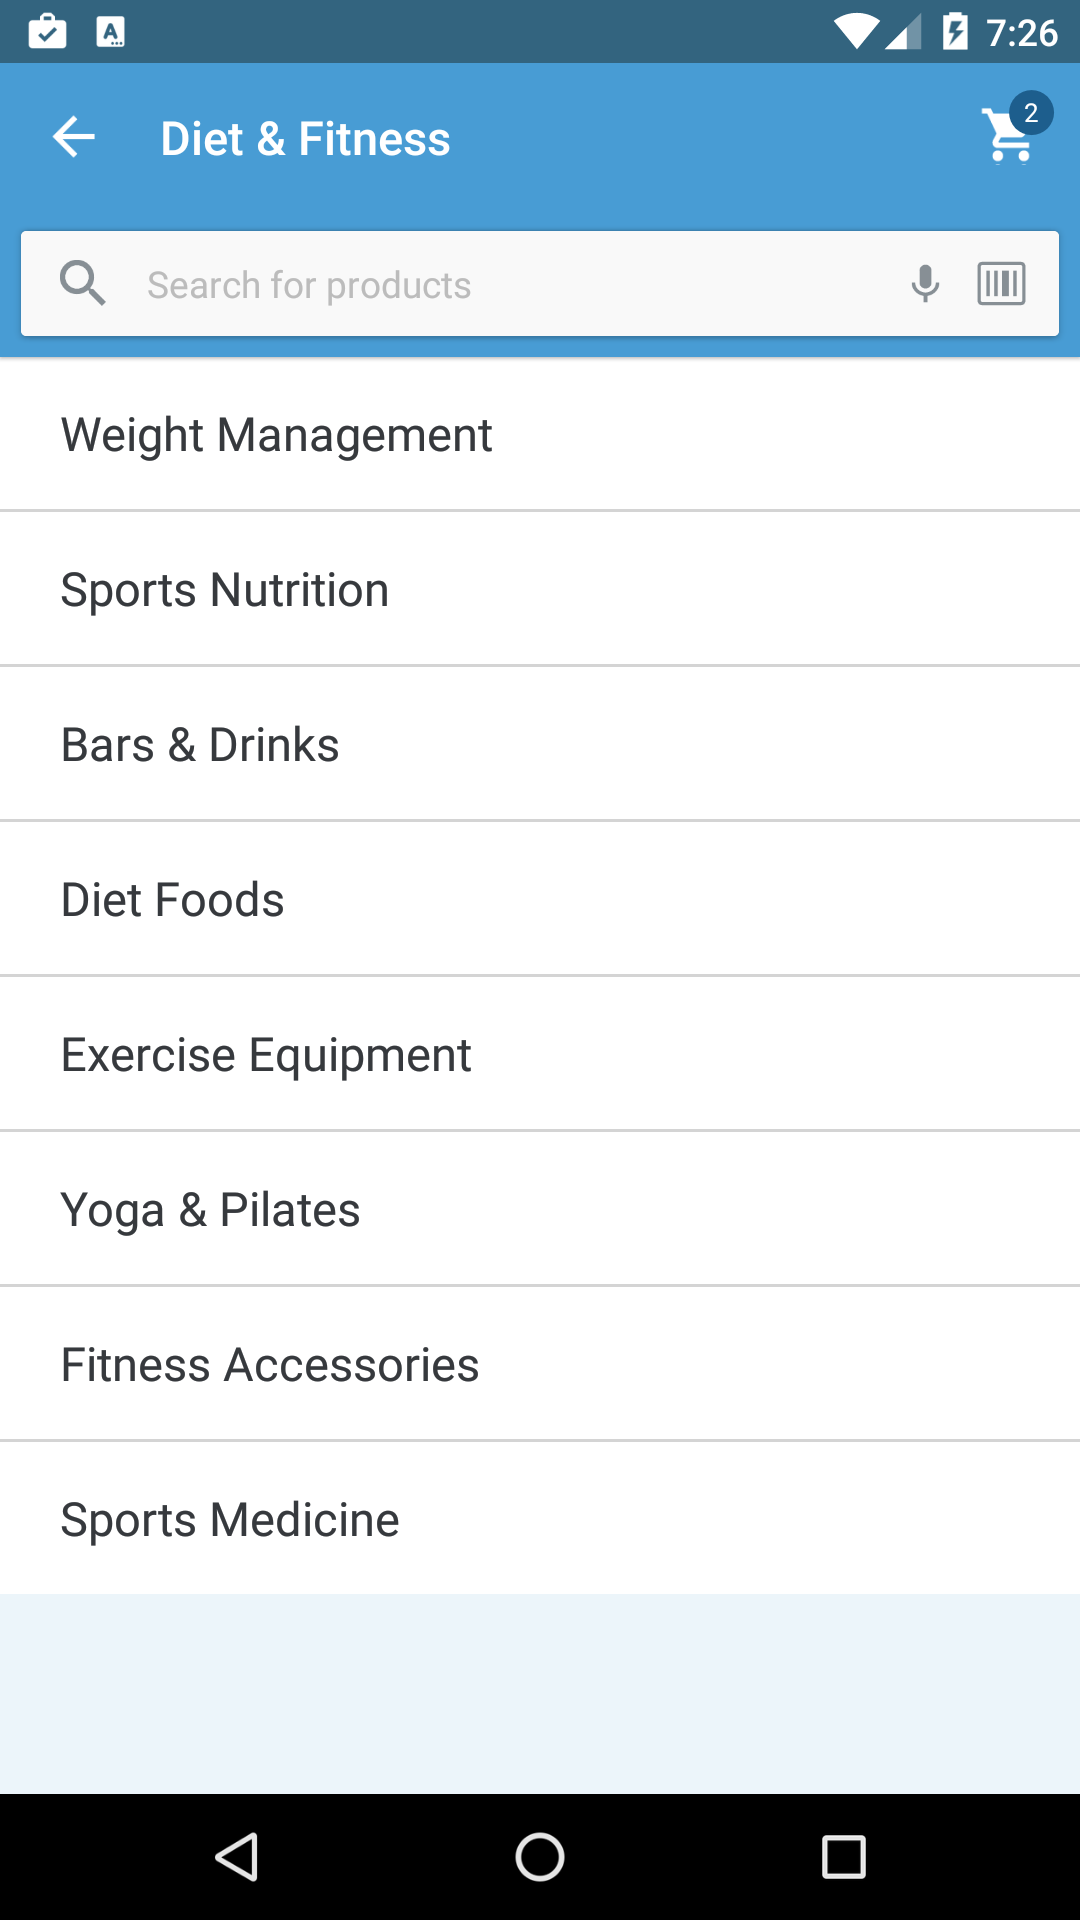 7:26
Diet & Fitness
2
Search for products
Weight Management
Sports Nutrition
Bars & Drinks
Diet Foods
Exercise Equipment
Yoga & Pilates
Fitness Accessories
Sports Medicine